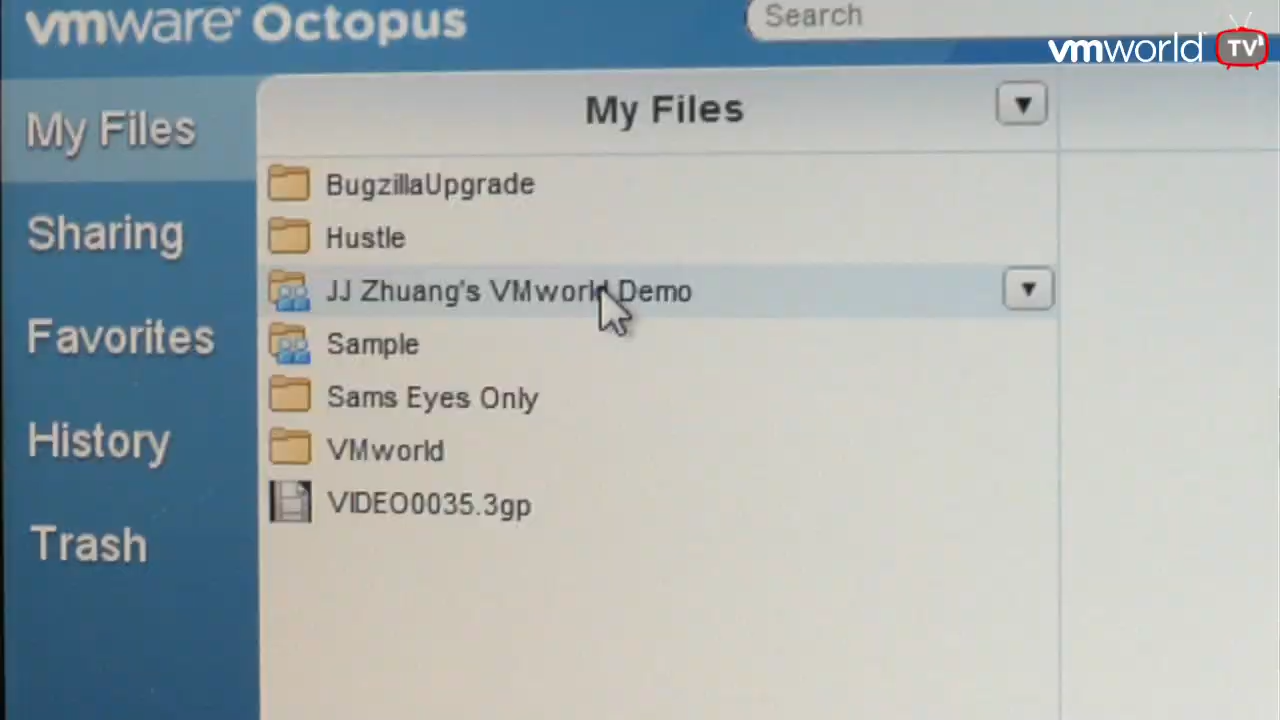 vmware® Octopus
Search
vmworld TV
My Files
My Files
BugzillaUpgrade
Sharing
Hustle
JJ Zhuang's VMworld Demo
Favorites
Sample
Sams Eyes Only
History
VMworld
VIDEO0035.3gp
Trash